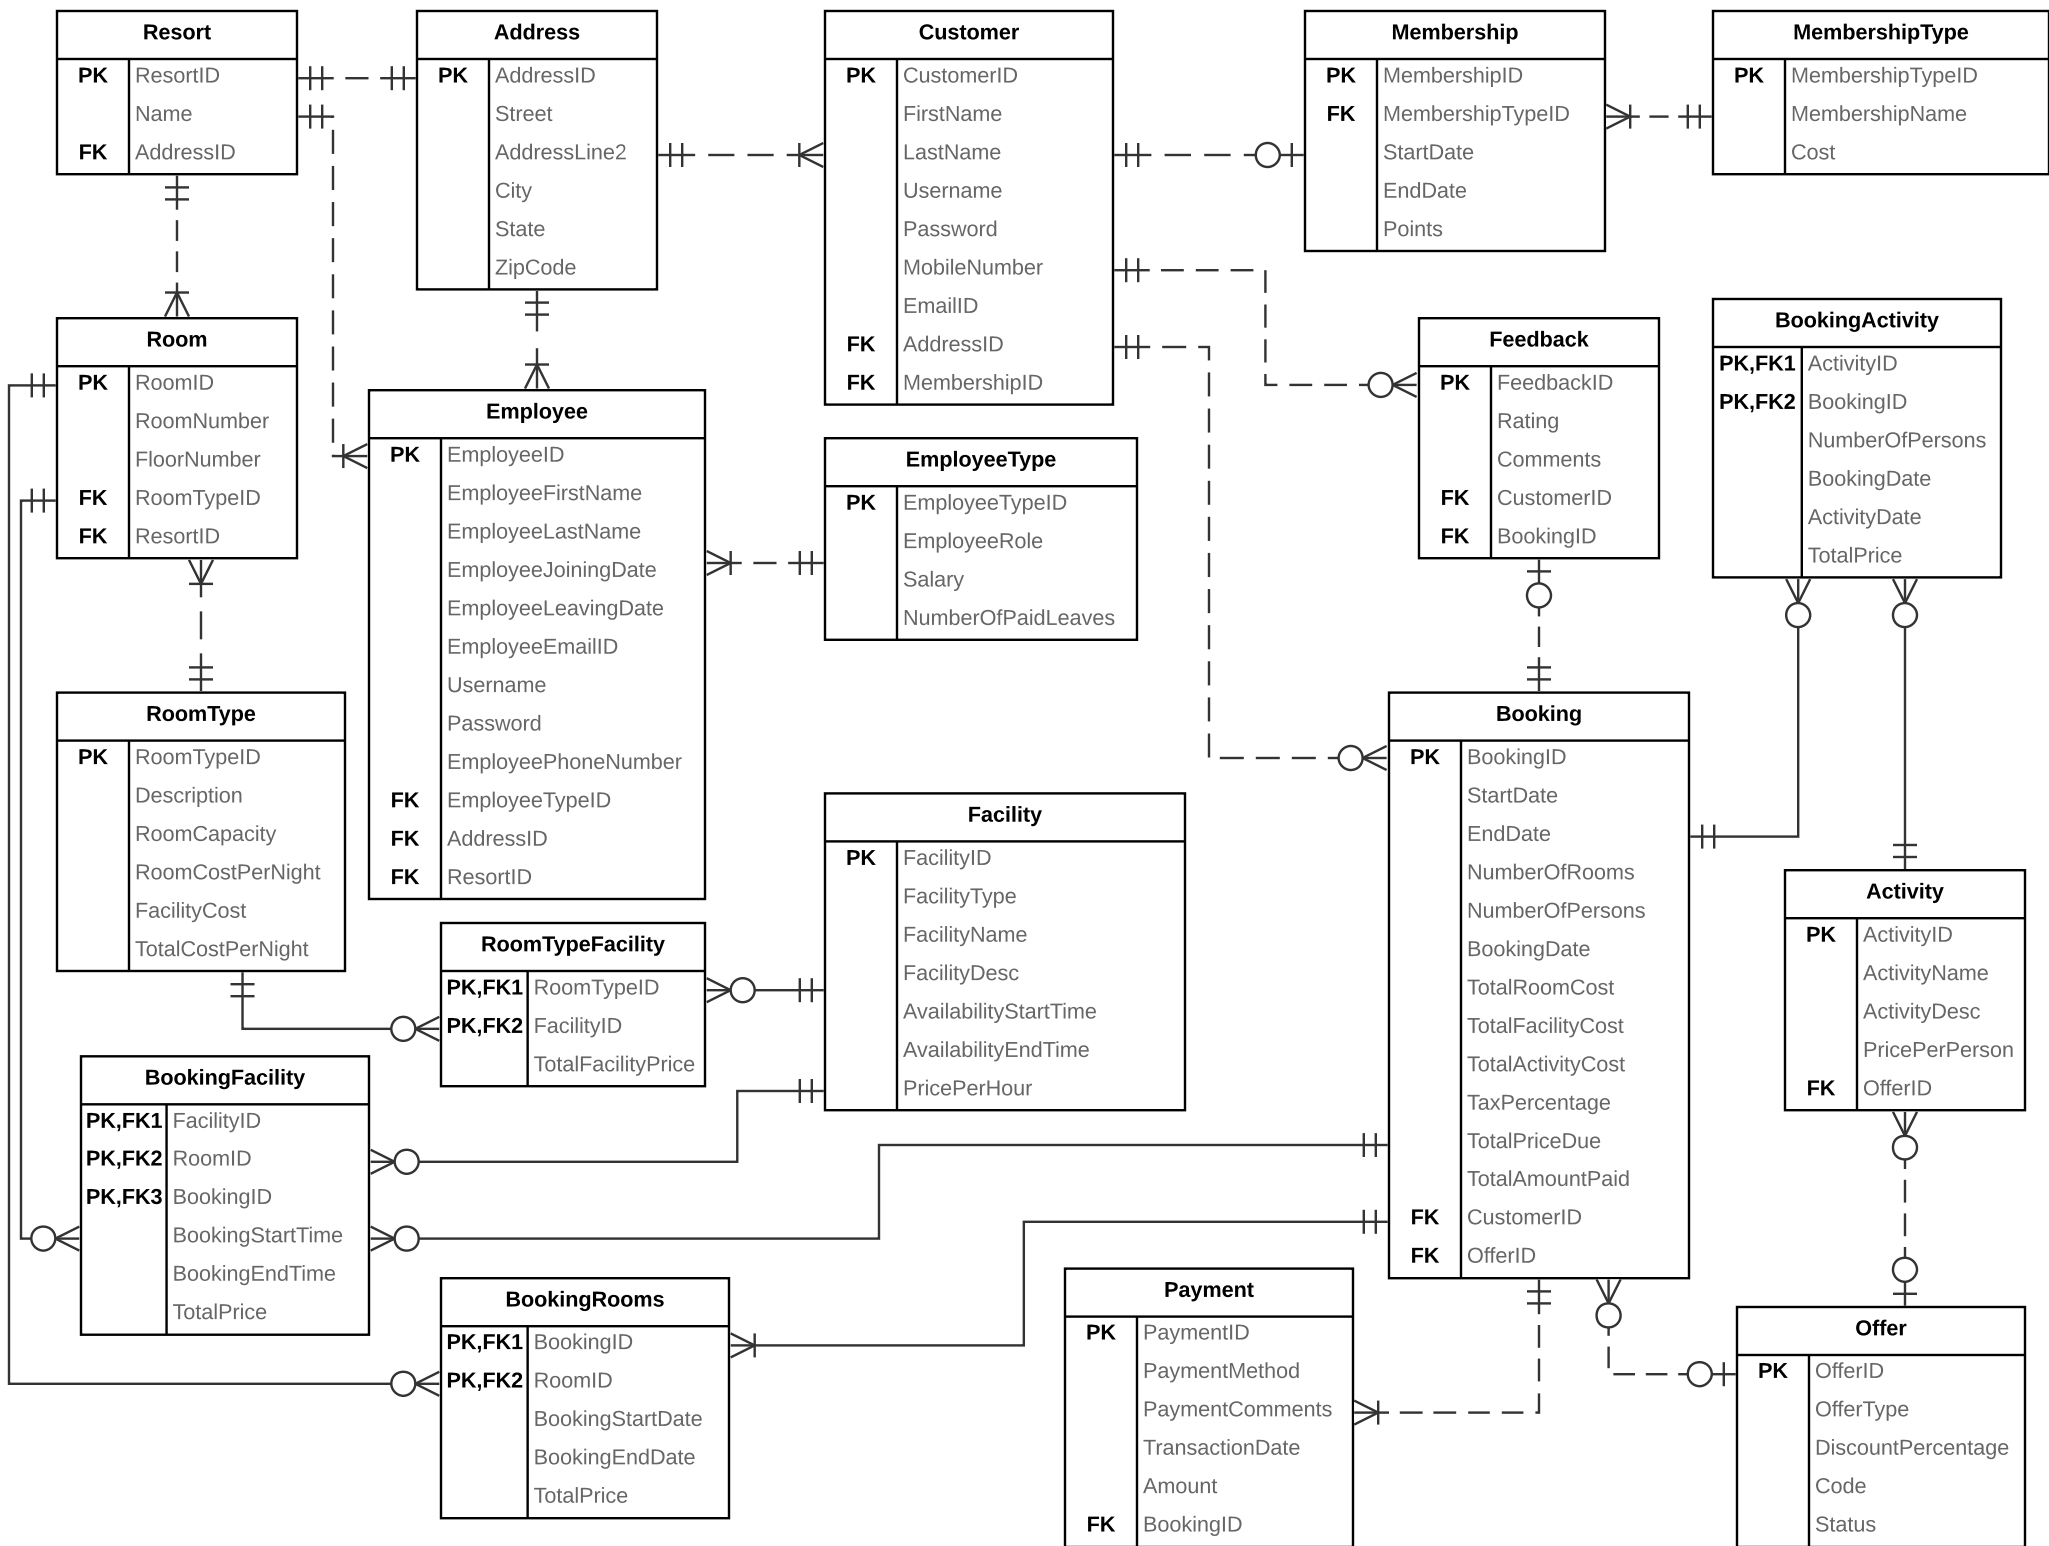 Resort
PK ResortID
Name
FK AddressID
Address
PK AddressID
Street
AddressLine2
City
State
ZipCode
Customer
PK CustomerID
FirstName
LastName
Username
Password
MobileNumber
EmailID
FK AddressID
FK MembershipID
Membership
PK MembershipID
FK MembershipTypeID
StartDate
EndDate
Points
MembershipType
PK MembershipTypeID
MembershipName
Cost
Room
PK RoomID
RoomNumber
FloorNumber
FK RoomTypeID
FK ResortID
Employee
PK EmployeeID
EmployeeFirstName
EmployeeLastName
EmployeeJoiningDate
EmployeeLeavingDate
EmployeeEmailID
Username
Password
EmployeePhoneNumber
FK EmployeeTypeID
FK AddressID
FK ResortID
EmployeeType
PK EmployeeTypeID
EmployeeRole
Salary
NumberOfPaidLeaves
Feedback
PK FeedbackID
Rating
Comments
FK CustomerID
FK BookingID
BookingActivity
PK,FK1 ActivityID
PK,FK2 BookingID
NumberOfPersons
BookingDate
ActivityDate
TotalPrice
RoomType
PK RoomTypeID
Description
RoomCapacity
RoomCostPerNight
FacilityCost
TotalCostPerNight
RoomTypeFacility
PK,FK1 RoomTypeID
PK,FK2 FacilityID
TotalFacilityPrice
Facility
PK FacilityID
FacilityType
FacilityName
FacilityDesc
AvailabilityStartTime
AvailabilityEndTime
PricePerHour
Booking
PK BookingID
StartDate
EndDate
NumberOfRooms
NumberOfPersons
BookingDate
TotalRoomCost
TotalFacilityCost
TotalActivityCost
TaxPercentage
TotalPriceDue
TotalAmountPaid
FK CustomerID
FK OfferID
Activity
PK ActivityID
ActivityName
ActivityDesc
PricePerPerson
FK OfferID
BookingFacility
PK,FK1 FacilityID
PK,FK2 RoomID
PK,FK3 BookingID
BookingStartTime
BookingEndTime
TotalPrice
BookingRooms
PK,FK1 BookingID
PK,FK2 RoomID
BookingStartDate
BookingEndDate
TotalPrice
Payment
PK PaymentID
PaymentMethod
PaymentComments
TransactionDate
Amount
FK BookingID
Offer
PK OfferID
OfferType
DiscountPercentage
Code
Status